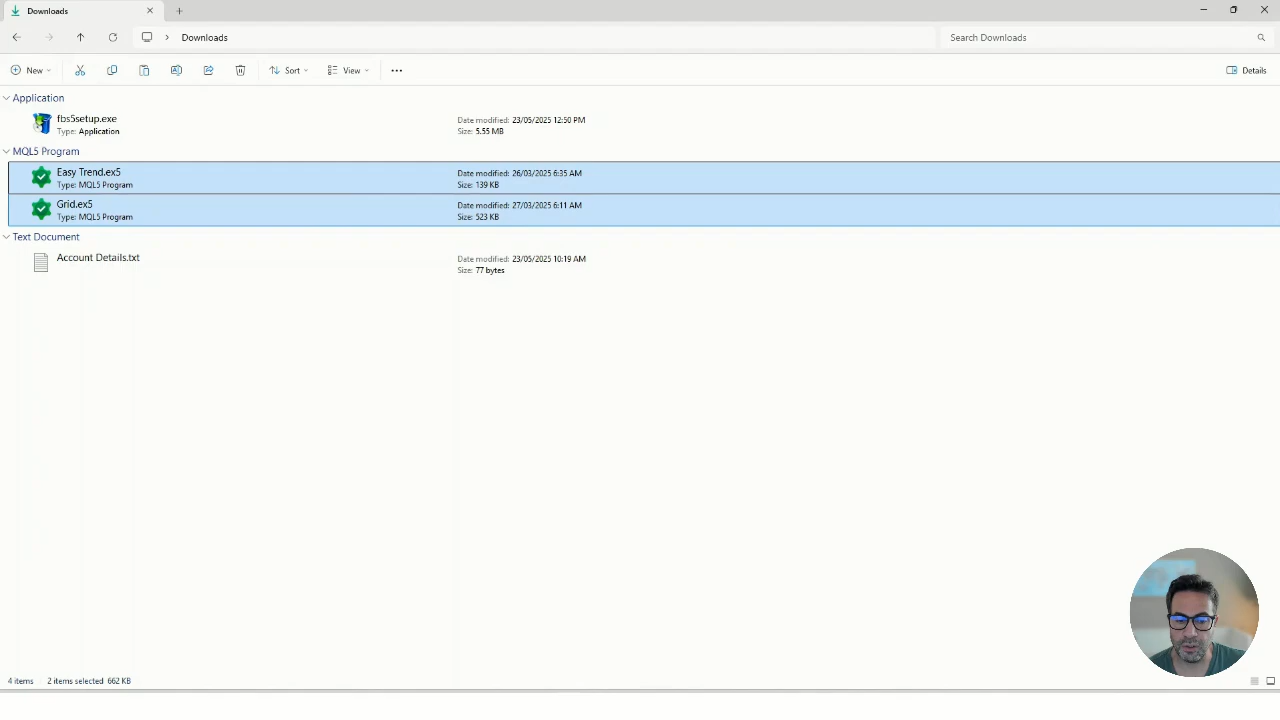 Downloads
Downloads
Search Downloads
New
Sort
View
Details
Application
fbs5setup.exe
Type: Application
Date modified: 23/05/2025 12:50 PM
Size: 5.55 MB
MQL5 Program
Easy Trend.ex5
Type: MQL5 Program
Date modified: 26/03/2025 6:35 AM
Size: 139 KB
Grid.ex5
Type: MQL5 Program
Date modified: 27/03/2025 6:11 AM
Size: 523 KB
Text Document
Account Details.txt
Date modified: 23/05/2025 10:19 AM
Size: 77 bytes
4 items
2 items selected 662 KB